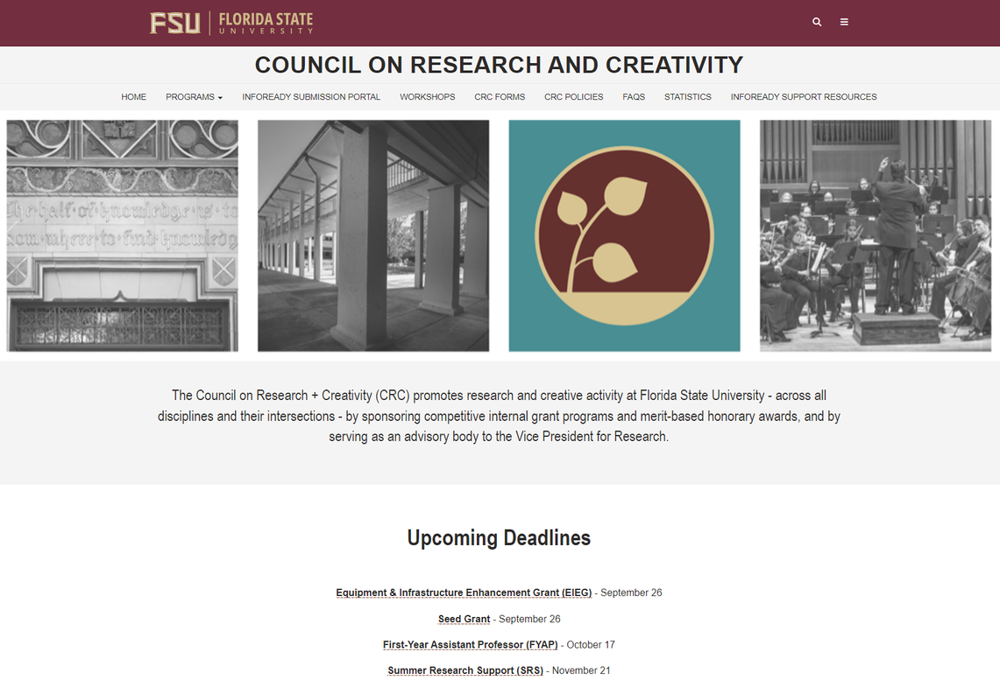 FSU FLORIDA STATE
UNIVERSITY
COUNCIL ON RESEARCH AND CREATIVITY
HOME PROGRAMS INFOREADY SUBMISSION PORTAL WORKSHOPS CRC FORMS CRC POLICIES FAQS STATISTICS INFOREADY SUPPORT RESOURCES
The half of knowledge is to
know where to find knowledg
The Council on Research + Creativity (CRC) promotes research and creative activity at Florida State University - across all
disciplines and their intersections - by sponsoring competitive internal grant programs and merit-based honorary awards, and by
serving as an advisory body to the Vice President for Research.
Upcoming Deadlines
Equipment & Infrastructure Enhancement Grant (EIEG) - September 26
Seed Grant - September 26
First-Year Assistant Professor (FYAP) - October 17
Summer Research Support (SRS) - November 21